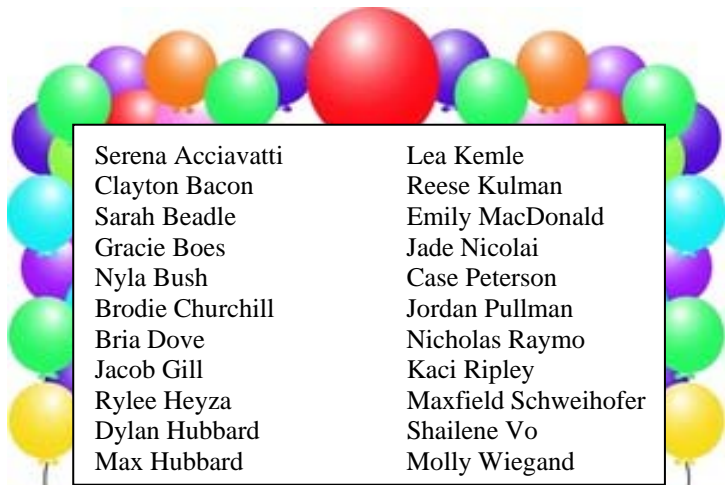 Serena Acciavatti
Clayton Bacon
Sarah Beadle
Gracie Boes
Nyla Bush
Brodie Churchill
Bria Dove
Jacob Gill
Rylee Heyza
Dylan Hubbard
Max Hubbard
Lea Kemle
Reese Kulman
Emily MacDonald
Jade Nicolai
Case Peterson
Jordan Pullman
Nicholas Raymo
Kaci Ripley
Maxfield Schweihofer
Shailene Vo
Molly Wiegand